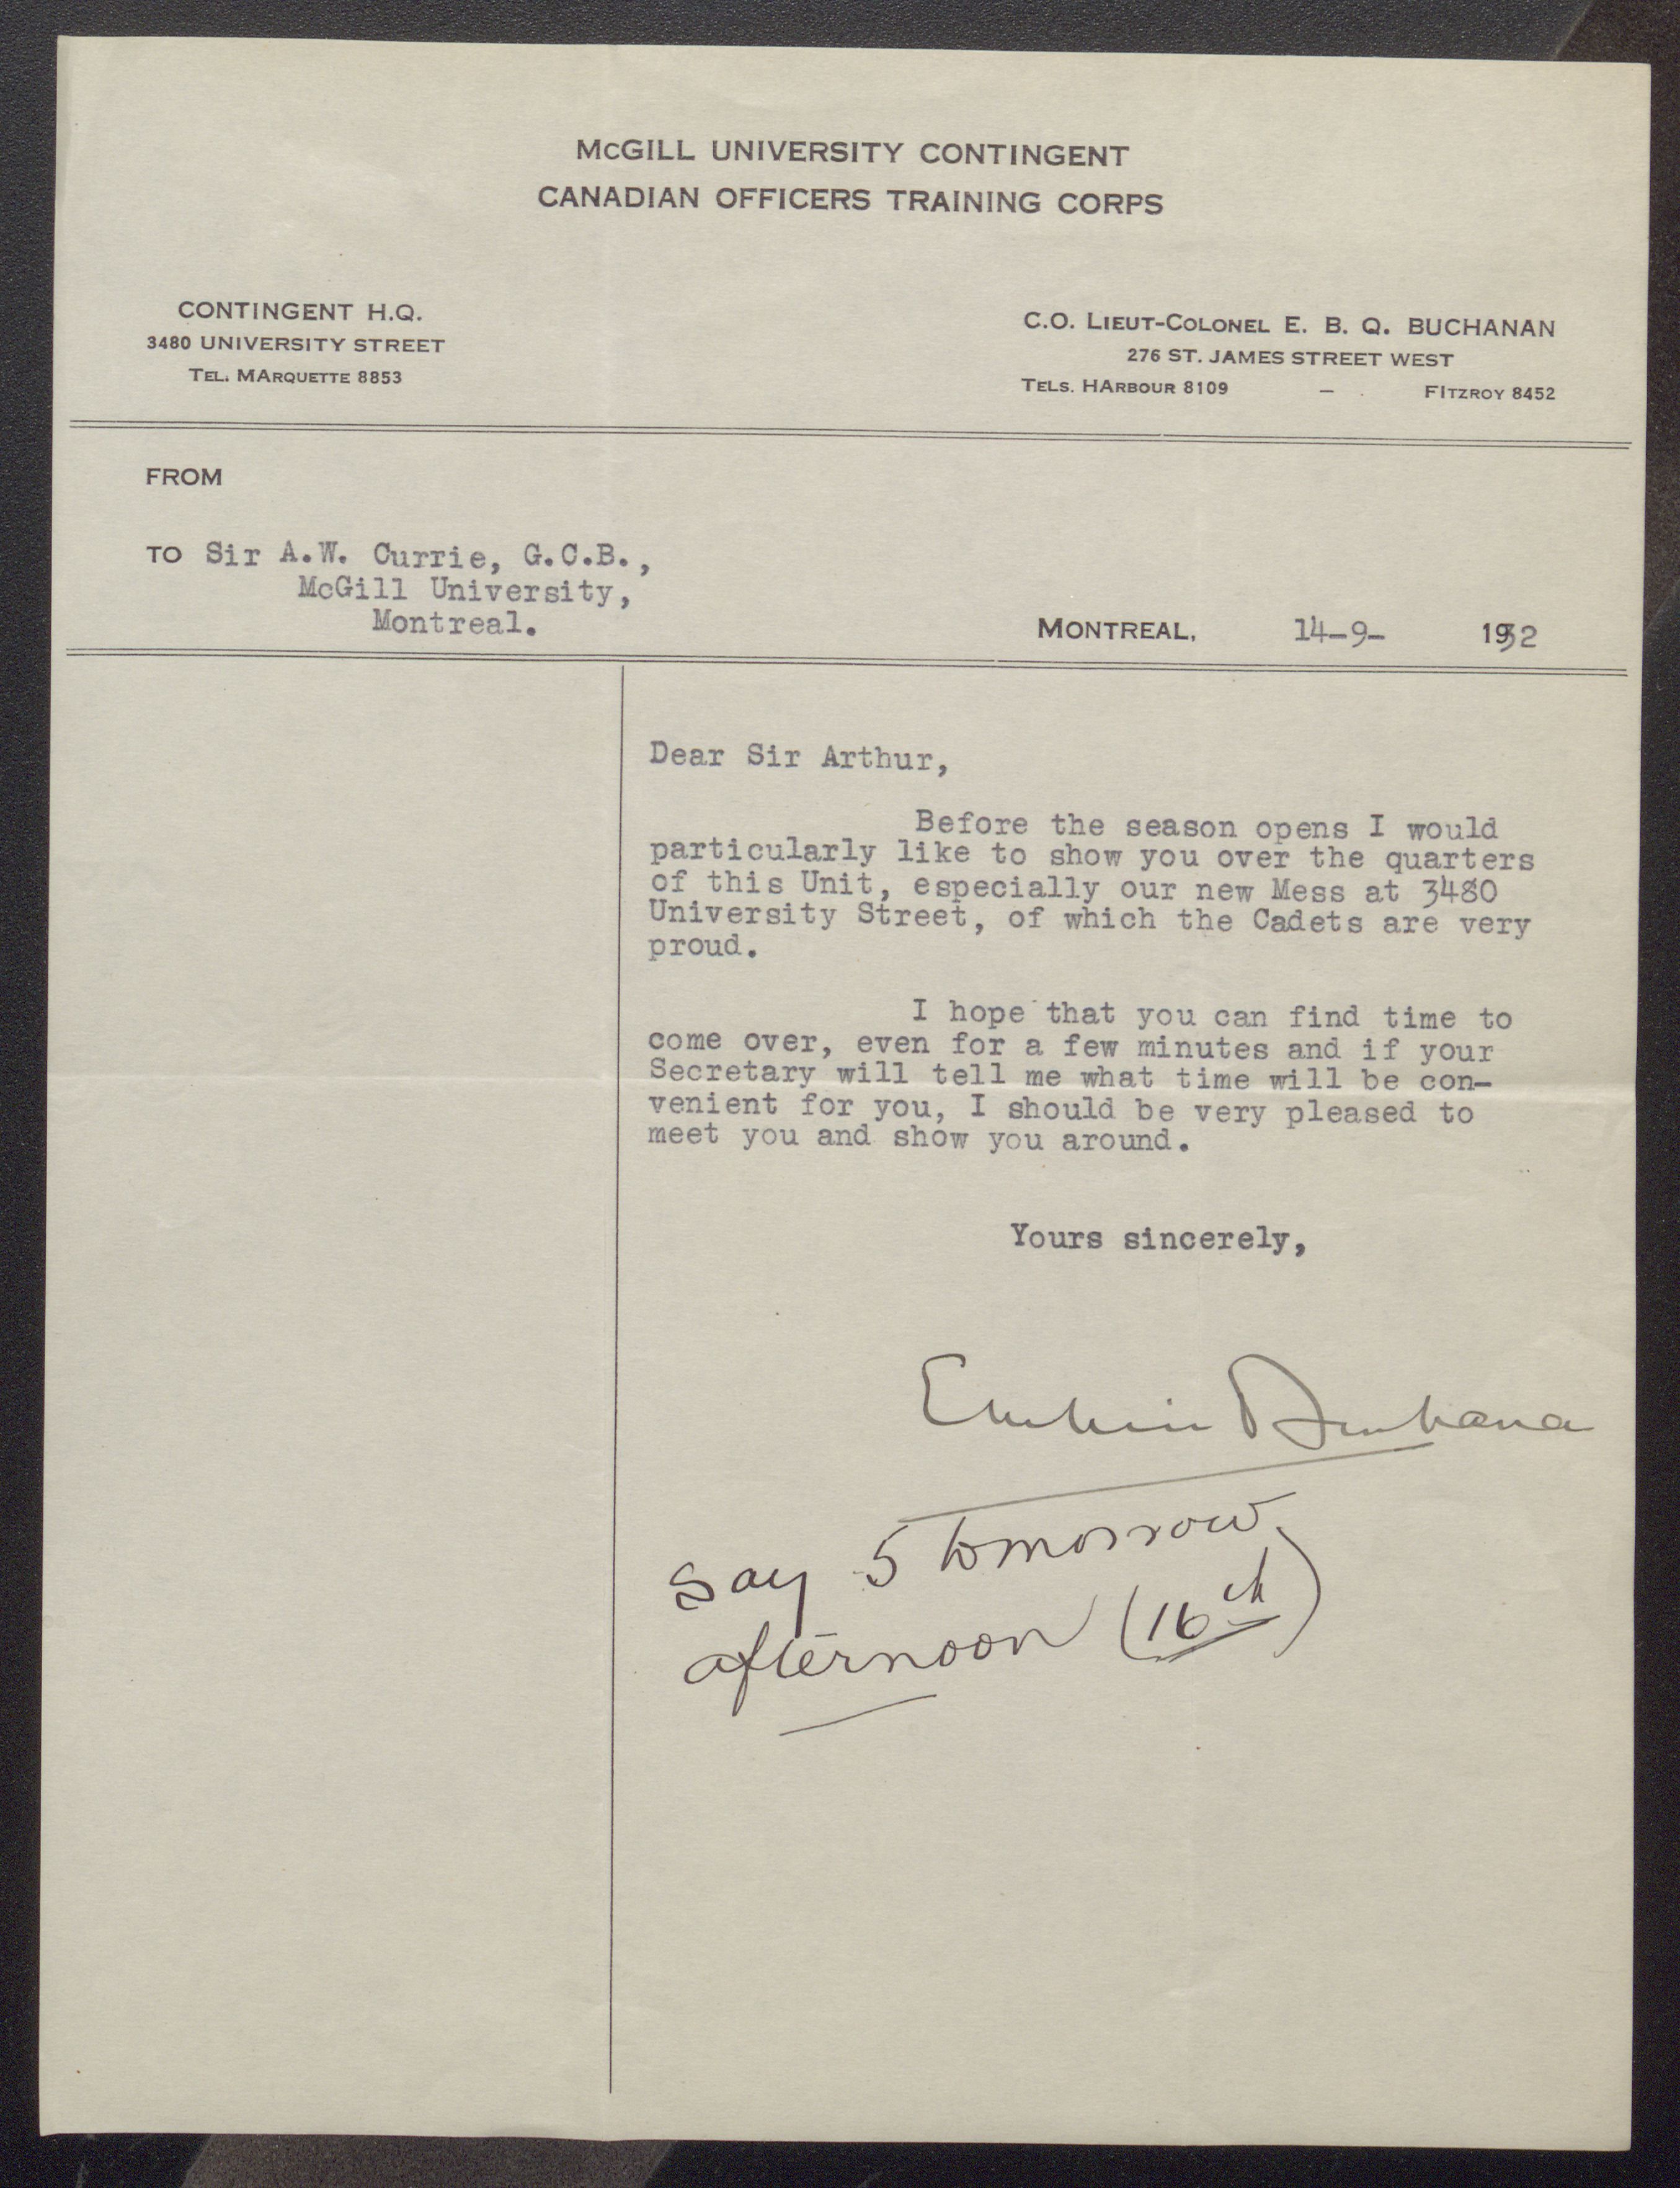 McGILL UNIVERSITY CONTINGENT
CANADIAN OFFICERS TRAINING CORPS
CONTINGENT H.Q.
3480 UNIVERSITY STREET
TEL. MARQUETTE 8853
C.O. LIEUT-COLONEL E. B. Q. BUCHANAN
276 ST. JAMES STREET WEST
TELS. HARBOUR 8109 – FITZROY 8452
FROM
TO Sir A.W. Currie, G.C.B.,
McGill University,
Montreal.
MONTREAL, 14-9- 1932
Dear Sir Arthur,
Before the season opens I would
particularly like to show you over the quarters
of this Unit, especially our new Mess at 3480
University Street, of which the Cadets are very
proud.
I hope that you can find time to
come over, even for a few minutes and if your
Secretary will tell me what time will be con-
venient for you, I should be very pleased to
meet you and show you around.
Yours sincerely,
Buchanan
Say 5 tomorrow
afternoon (16th)